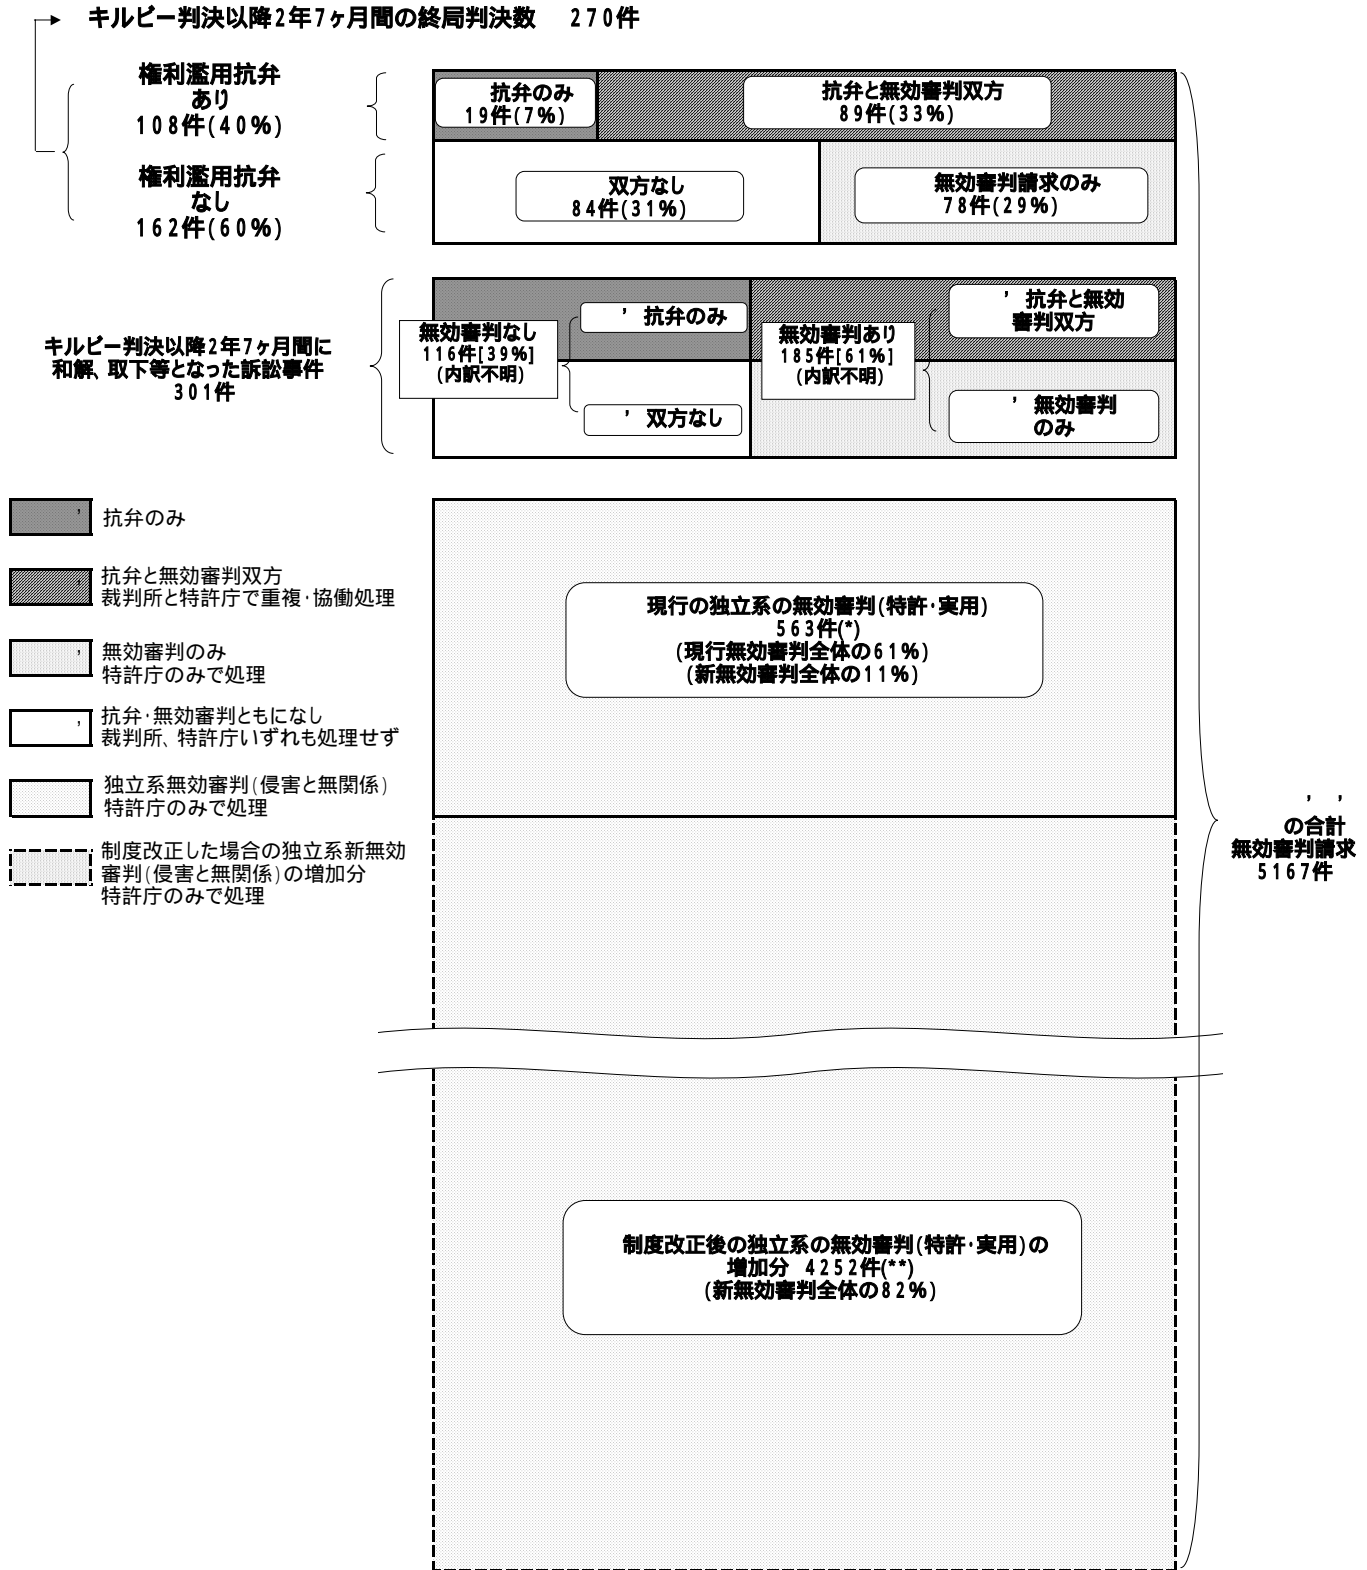 キルビー判決以降2年7ヶ月間の終局判決数 270件
権利濫用抗弁
あり
108件(40%)
抗弁のみ
19件(7%)
抗弁と無効審判双方
89件(33%)
権利濫用抗弁
なし
162件(60%)
双方なし
84件(31%)
無効審判請求のみ
78件(29%)
キルビー判決以降2年7ヶ月間に
和解、取下等となった訴訟事件
301件
無効審判なし
116件[39%]
(内訳不明)
' 抗弁のみ
' 双方なし
無効審判あり
185件[61%]
(内訳不明)
' 抗弁と無効
審判双方
' 無効審判
のみ
' 抗弁のみ
' 抗弁と無効審判双方
裁判所と特許庁で重複・協働処理
' 無効審判のみ
特許庁のみで処理
' 抗弁・無効審判ともになし
裁判所、特許庁いずれも処理せず
独立系無効審判(侵害と無関係)
特許庁のみで処理
制度改正した場合の独立系新無効
審判(侵害と無関係)の増加分
特許庁のみで処理
現行の独立系の無効審判(特許・実用)
563件(*)
(現行無効審判全体の61%)
(新無効審判全体の11%)
制度改正後の独立系の無効審判(特許・実用)の
増加分 4252件(**)
(新無効審判全体の82%)
' '
の合計
無効審判請求
5167件